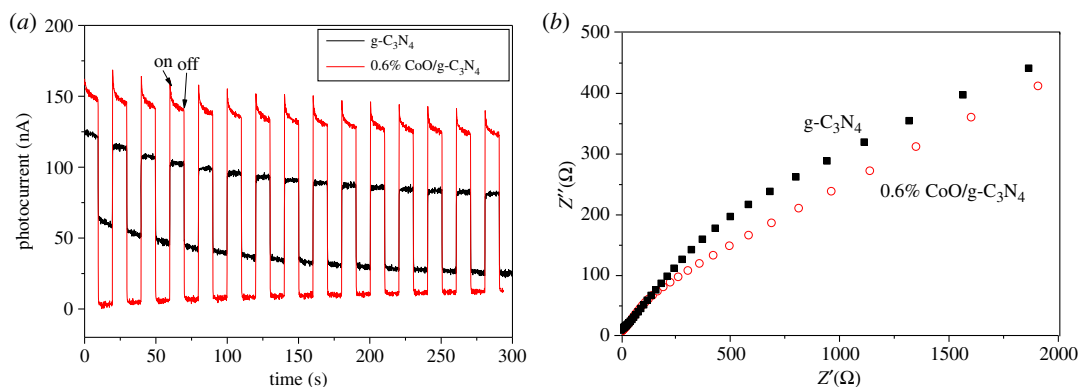 (a)
200
150
100
50
0
photocurrent (nA)
on
off
g-C₃N₄
0.6% CoO/g-C₃N₄
0 50 100 150 200 250 300
time (s)
(b)
500
400
300
200
100
0
Z″(Ω)
g-C₃N₄
0.6% CoO/g-C₃N₄
0 500 1000 1500 2000
Z′(Ω)